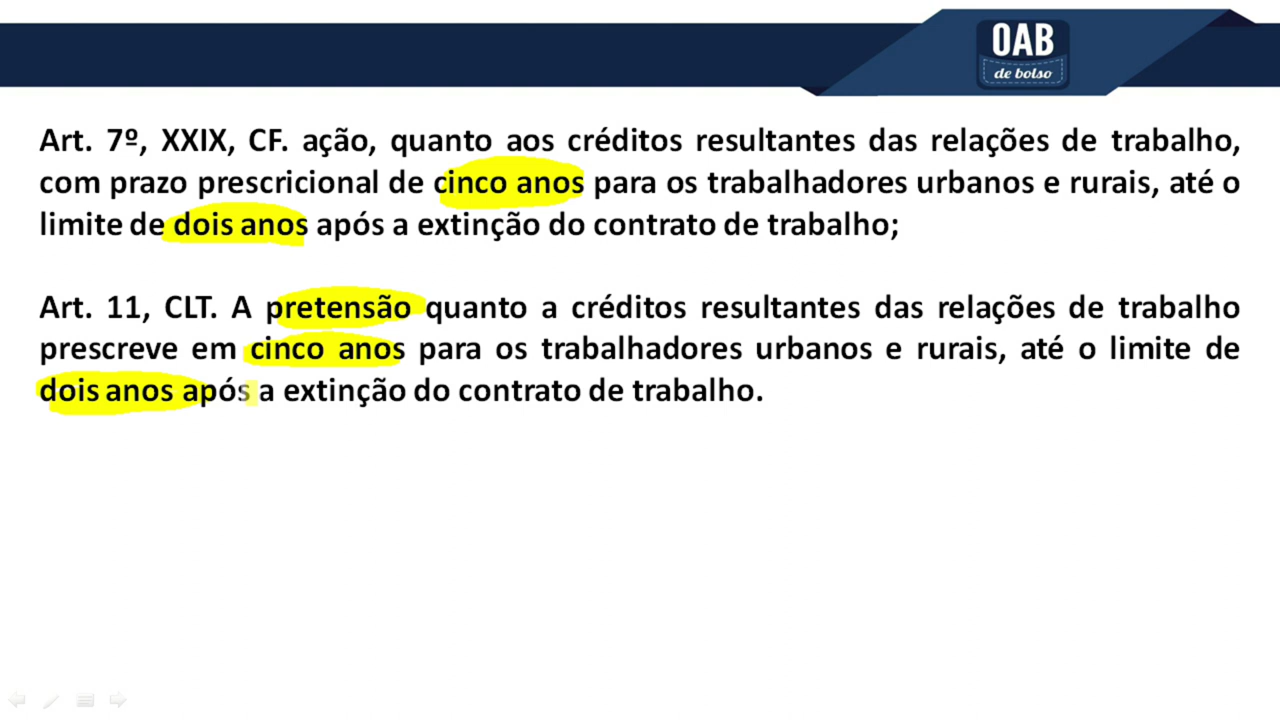 OAB
de bolso
Art. 7º, XXIX, CF. ação, quanto aos créditos resultantes das relações de trabalho,
com prazo prescricional de cinco anos para os trabalhadores urbanos e rurais, até o
limite de dois anos após a extinção do contrato de trabalho;
Art. 11, CLT. A pretensão quanto a créditos resultantes das relações de trabalho
prescreve em cinco anos para os trabalhadores urbanos e rurais, até o limite de
dois anos após a extinção do contrato de trabalho.